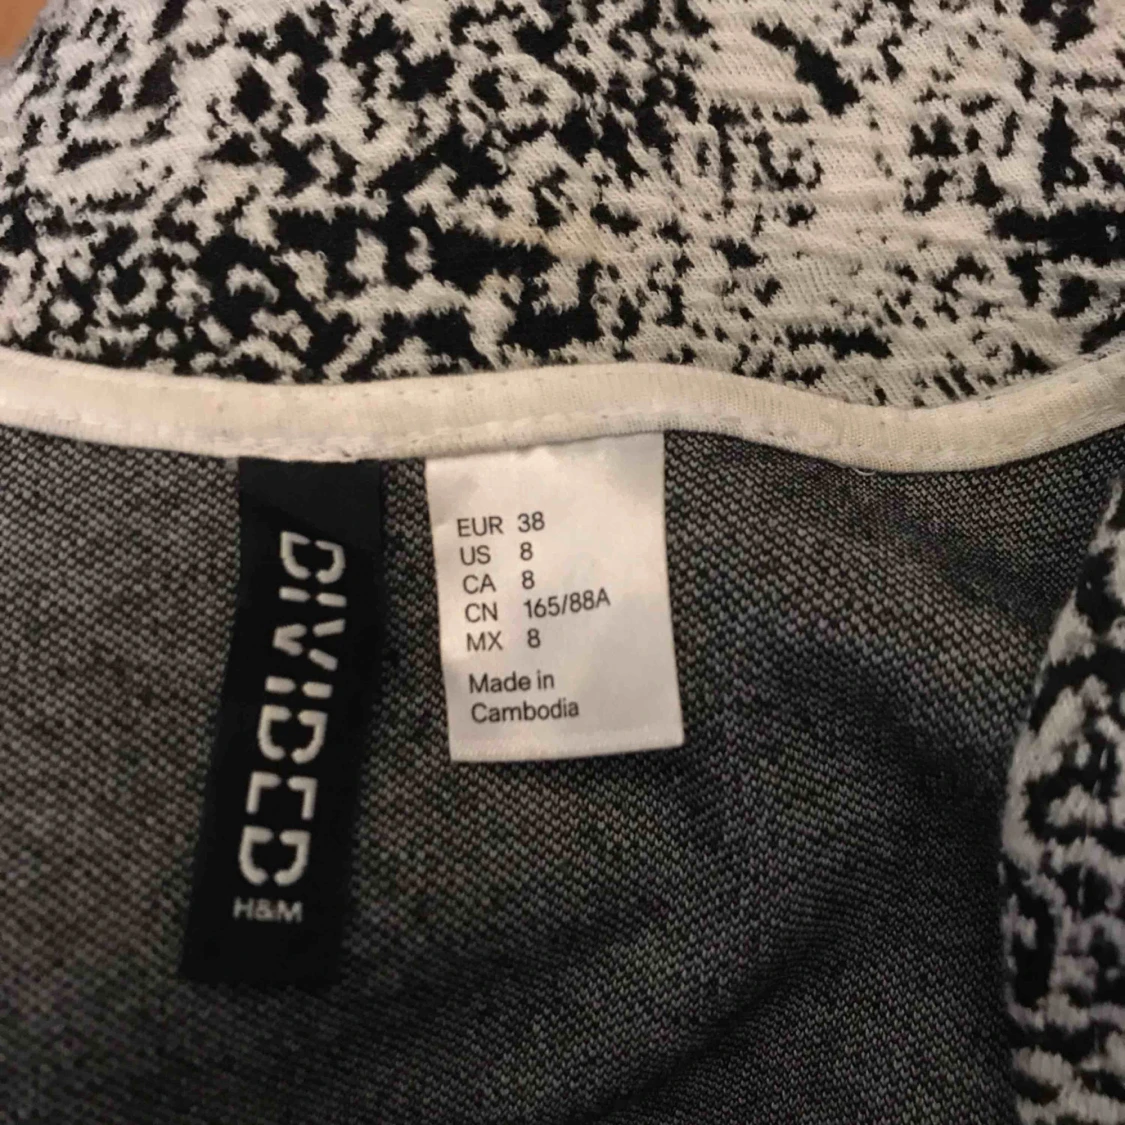 DIVIDED
H&M
EUR 38
US 8
CA 8
CN 165/88A
MX 8
Made in
Cambodia